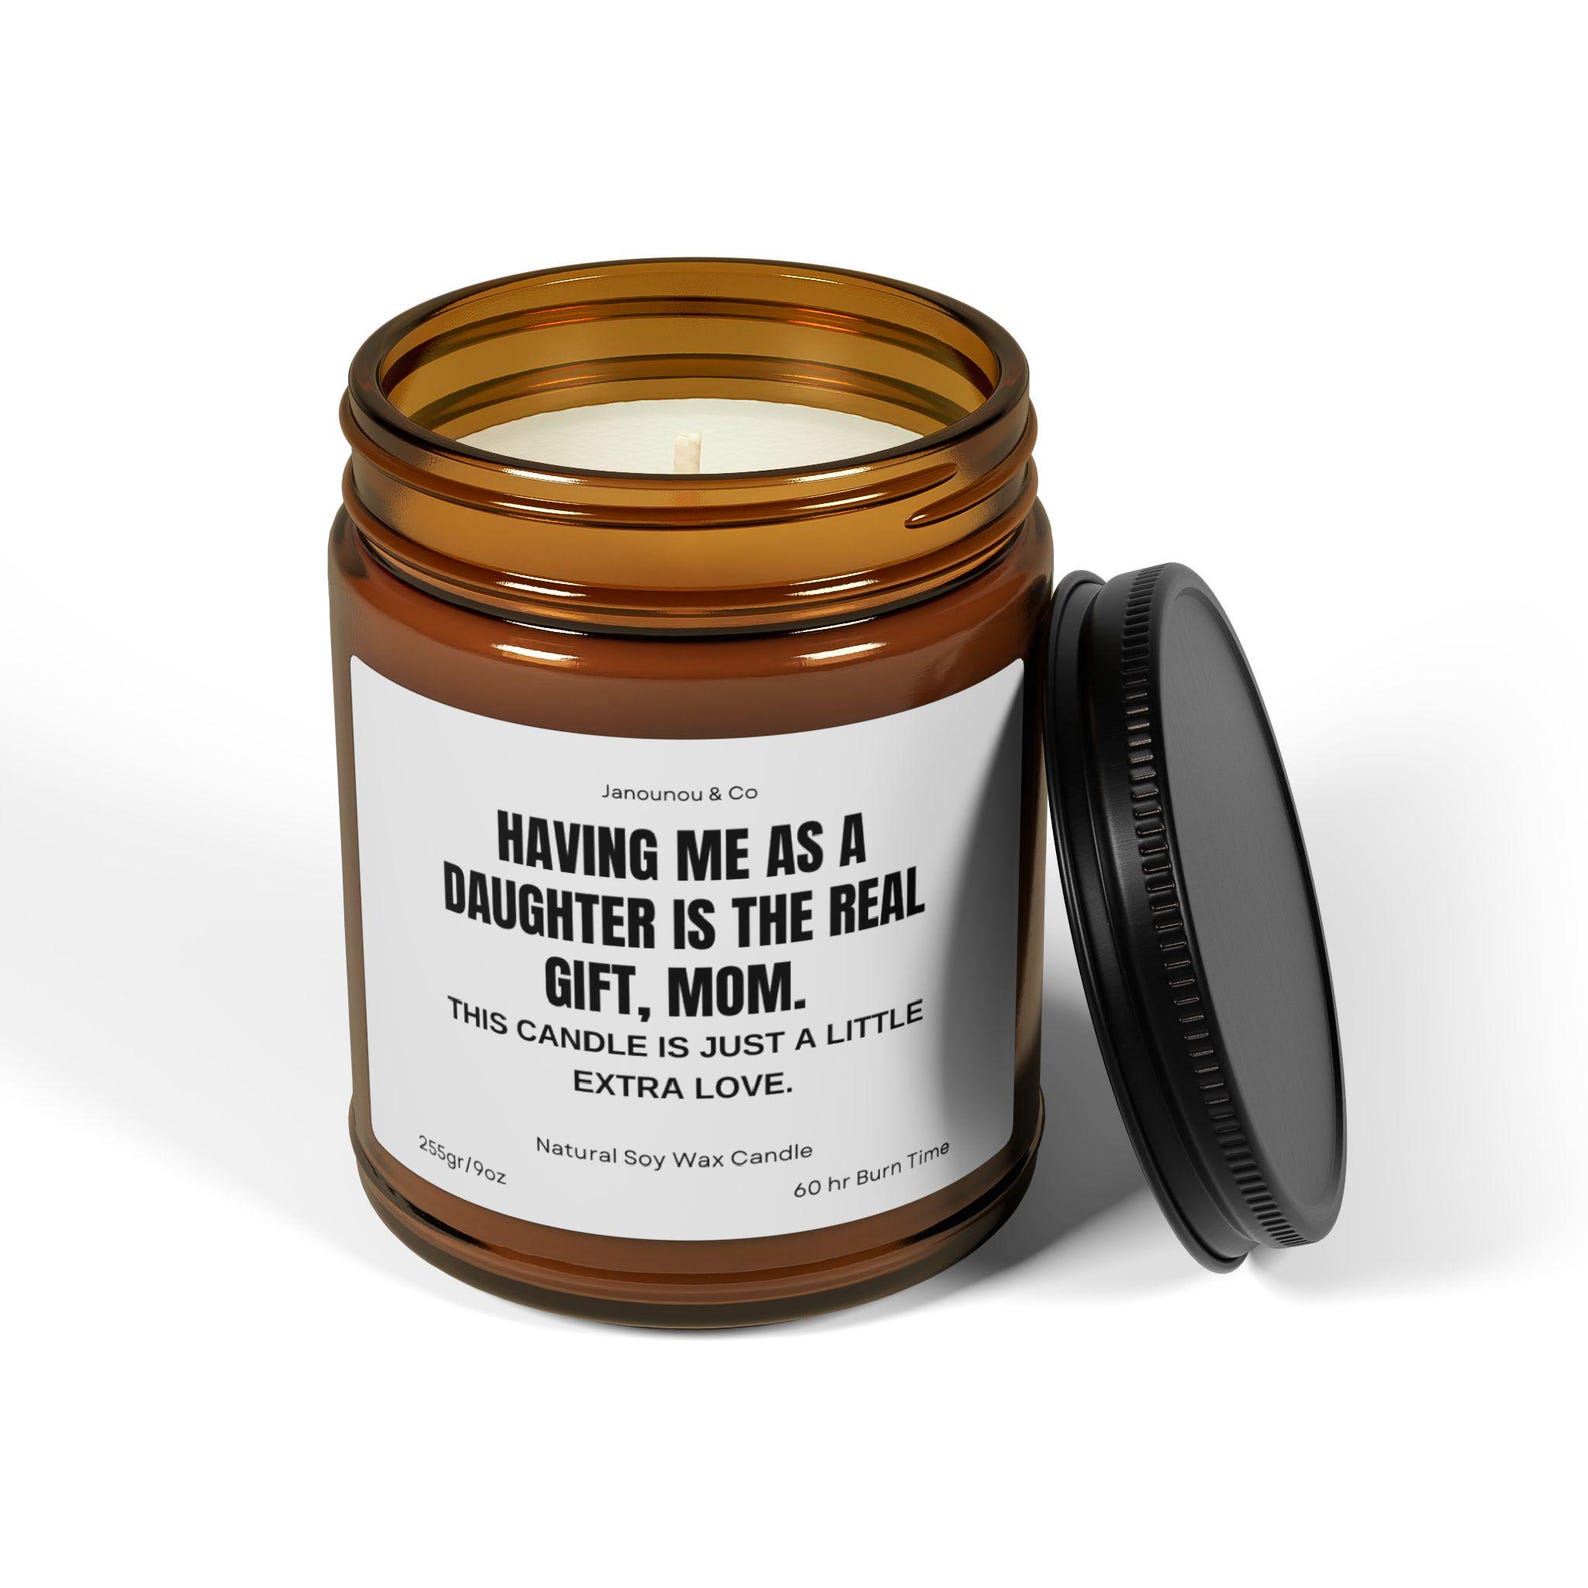 Janounou & Co
HAVING ME AS A
DAUGHTER IS THE REAL
GIFT, MOM.
THIS CANDLE IS JUST A LITTLE
EXTRA LOVE.
Natural Soy Wax Candle
255gr/9oz
60 hr Burn Time